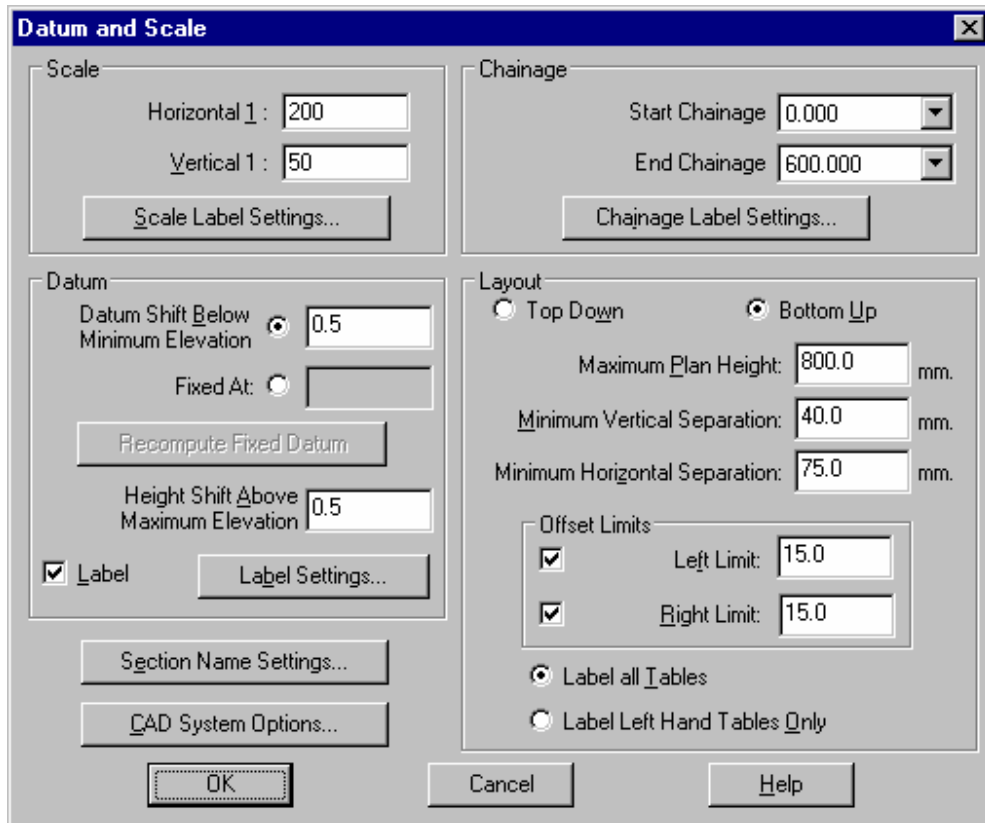 Datum and Scale
Scale
Horizontal 1 : 200
Vertical 1 : 50
Scale Label Settings...
Chainage
Start Chainage 0.000
End Chainage 600.000
Chainage Label Settings...
Datum
Datum Shift Below
Minimum Elevation 0.5
Fixed At:
Recompute Fixed Datum
Height Shift Above
Maximum Elevation 0.5
Label
Label Settings...
Section Name Settings...
CAD System Options...
Layout
Top Down Bottom Up
Maximum Plan Height: 800.0 mm.
Minimum Vertical Separation: 40.0 mm.
Minimum Horizontal Separation: 75.0 mm.
Offset Limits
Left Limit: 15.0
Right Limit: 15.0
Label all Tables
Label Left Hand Tables Only
OK Cancel Help